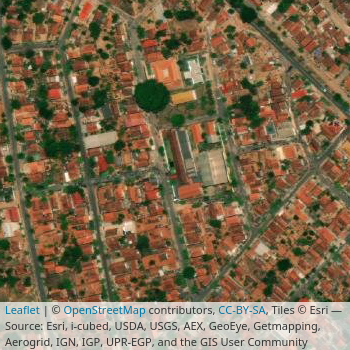 Leaflet | © OpenStreetMap contributors, CC-BY-SA, Tiles © Esri —
Source: Esri, i-cubed, USDA, USGS, AEX, GeoEye, Getmapping,
Aerogrid, IGN, IGP, UPR-EGP, and the GIS User Community